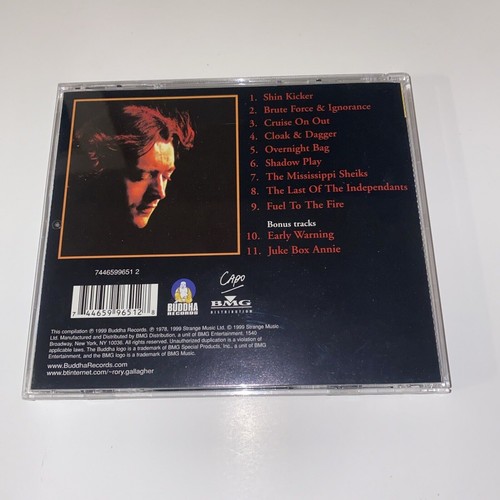 1. Shin Kicker
2. Brute Force & Ignorance
3. Cruise On Out
4. Cloak & Dagger
5. Overnight Bag
6. Shadow Play
7. The Mississippi Sheiks
8. The Last Of The Independants
9. Fuel To The Fire
Bonus tracks
10. Early Warning
11. Juke Box Annie
7446599651 2
7 44659 96512 8
BUDDHA
RECORDS
CAPO
BMG
DISTRIBUTION
This compilation ℗ 1999 Buddha Records. ℗ 1978, 1999 Strange Music Ltd. © 1999 Strange Music
Ltd. Manufactured and Distributed by BMG Distribution, a unit of BMG Entertainment, 1540
Broadway, New York, NY 10036. All rights reserved. Unauthorized duplication is a violation of
applicable laws. The Buddha logo is a trademark of BMG Special Products, Inc., a unit of BMG
Entertainment, and the BMG logo is a trademark of BMG Music.
www.BuddhaRecords.com
www.btinternet.com/~rory.gallagher